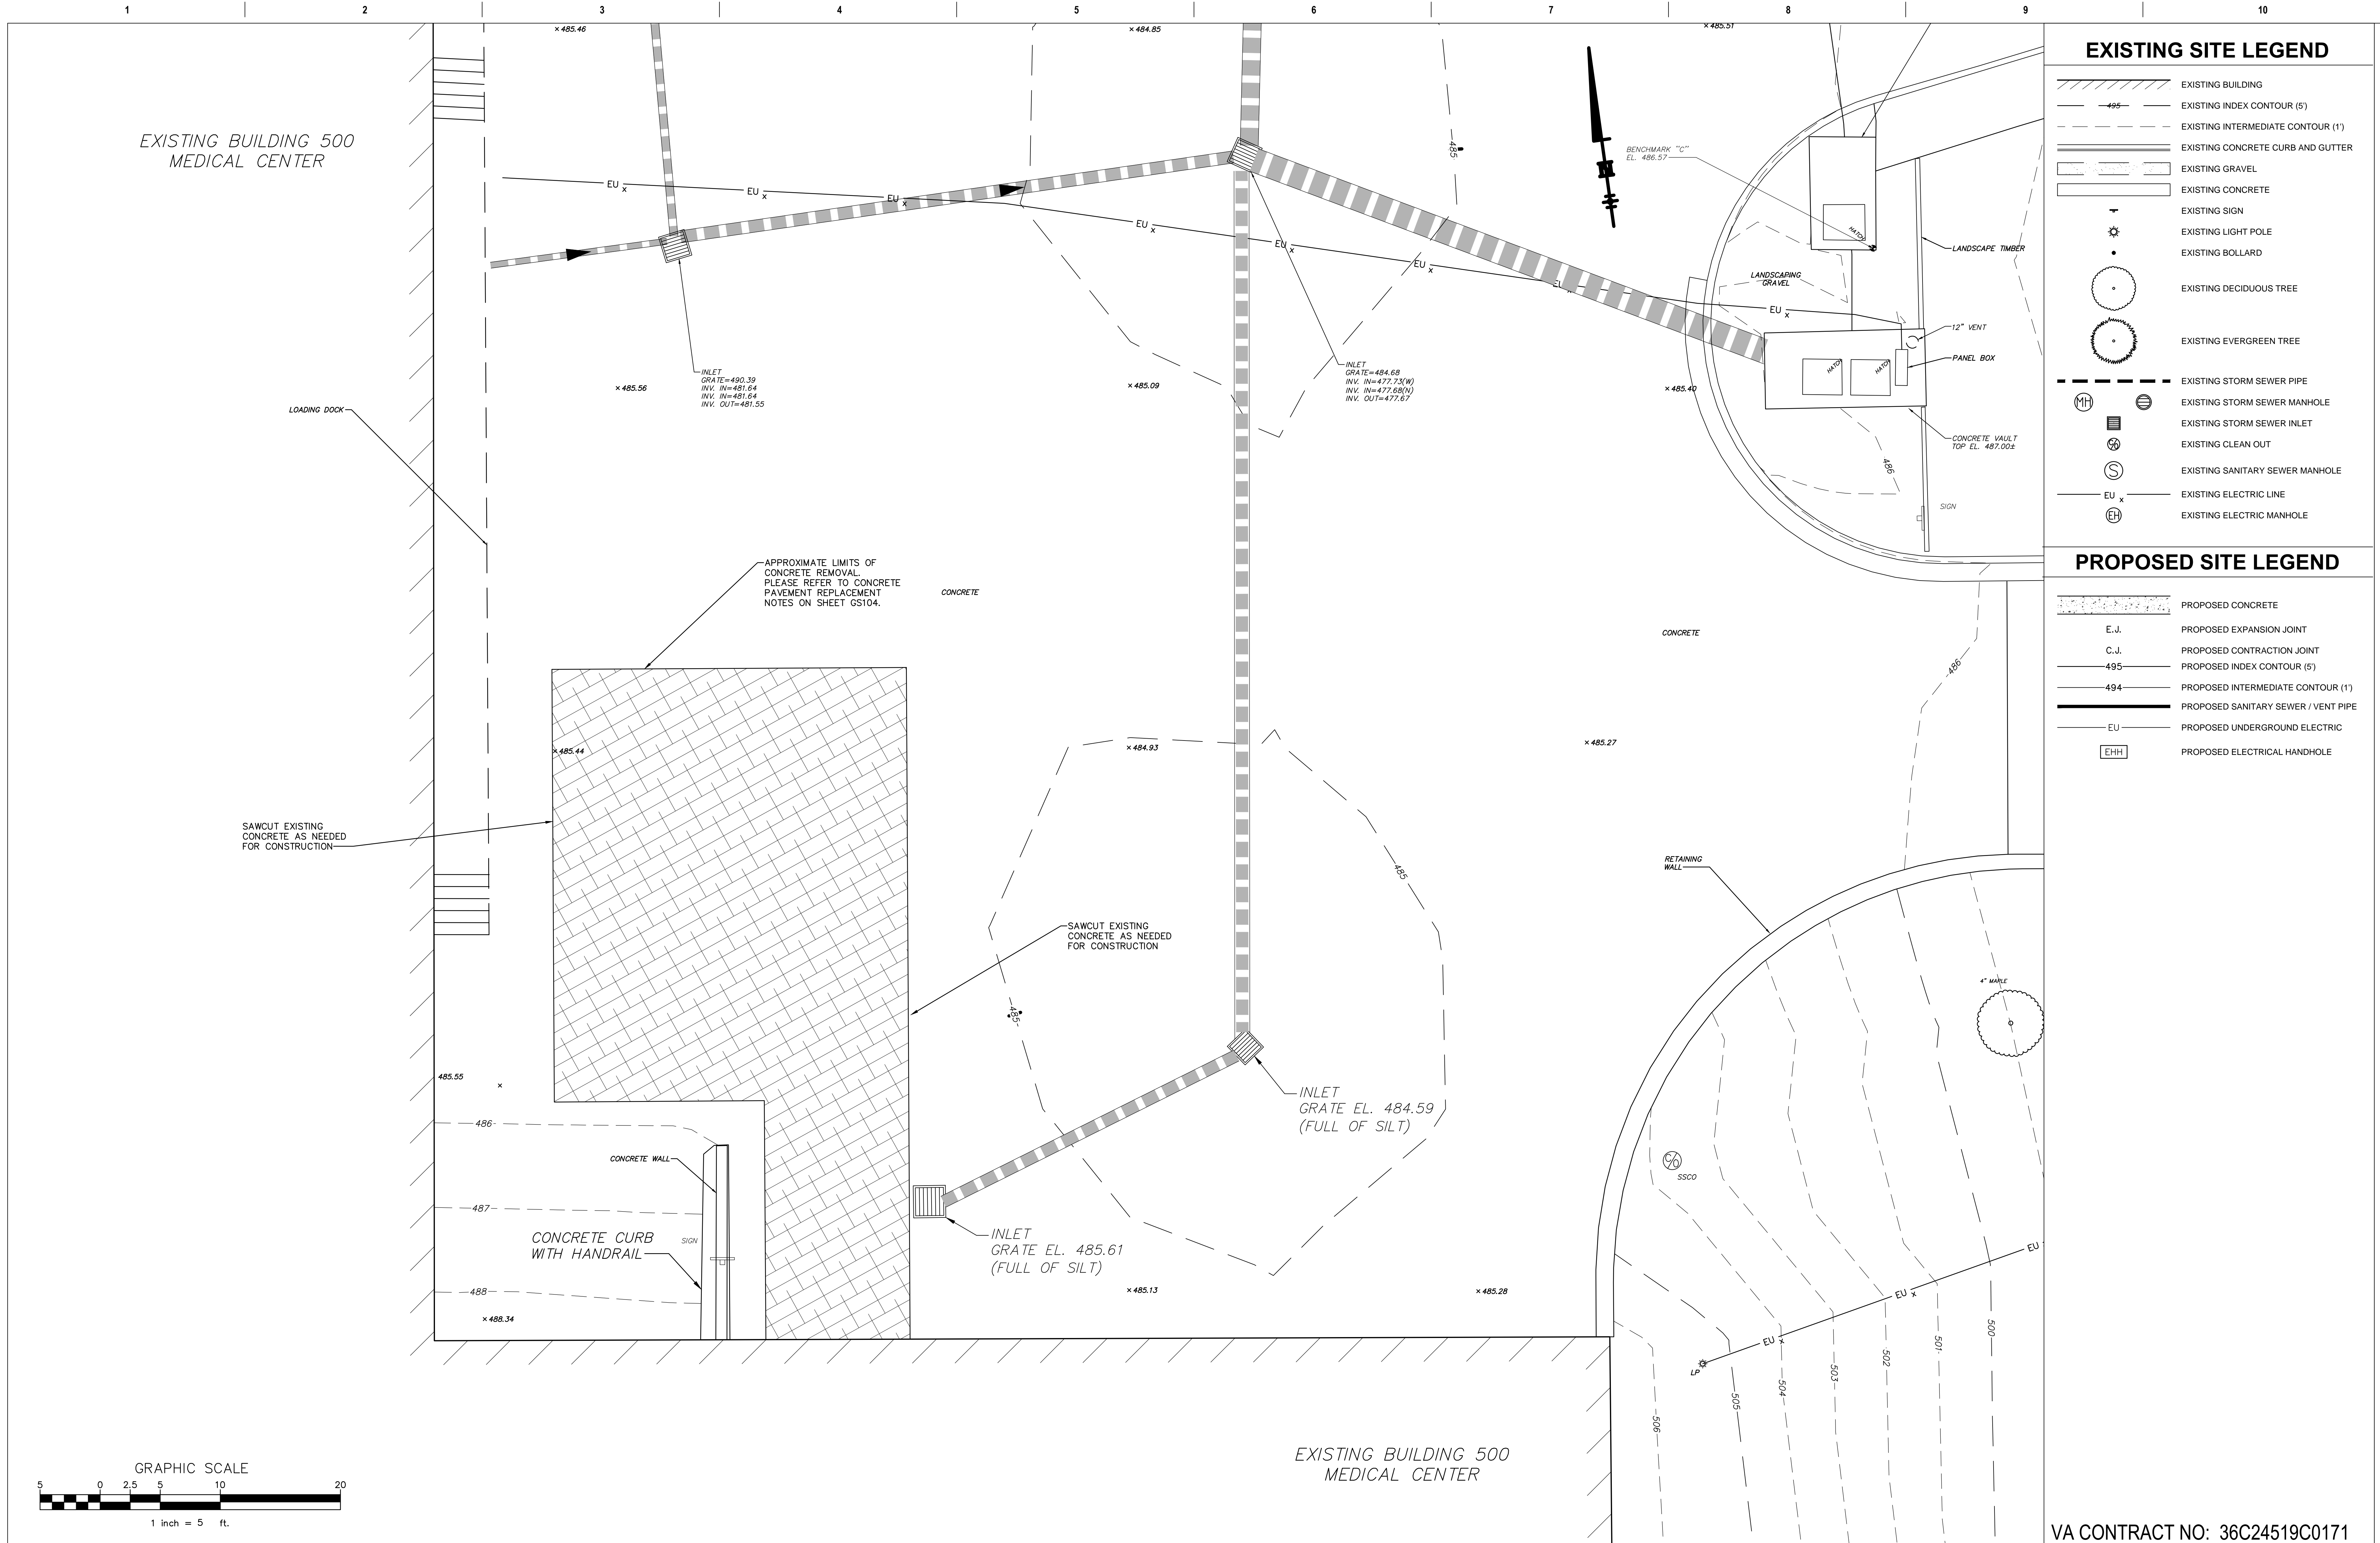 1 2 3 4 5 6 7 8 9 10
× 485.46
× 484.85
× 485.51
EXISTING BUILDING 500
MEDICAL CENTER
EU x
EU x
EU x
EU x
EU x
EU x
EU x
485
N
BENCHMARK "C"
EL. 486.57
HATCH
LANDSCAPE TIMBER
LANDSCAPING
GRAVEL
12" VENT
PANEL BOX
HATCH
HATCH
CONCRETE VAULT
TOP EL. 487.00±
486
SIGN
INLET
GRATE=490.39
INV. IN=481.64
INV. IN=481.64
INV. OUT=481.55
INLET
GRATE=484.68
INV. IN=477.73(W)
INV. IN=477.68(N)
INV. OUT=477.67
× 485.56
× 485.09
× 485.40
LOADING DOCK
APPROXIMATE LIMITS OF
CONCRETE REMOVAL.
PLEASE REFER TO CONCRETE
PAVEMENT REPLACEMENT
NOTES ON SHEET GS104.
CONCRETE
CONCRETE
486
× 485.44
× 484.93
× 485.27
SAWCUT EXISTING
CONCRETE AS NEEDED
FOR CONSTRUCTION
RETAINING
WALL
485
SAWCUT EXISTING
CONCRETE AS NEEDED
FOR CONSTRUCTION
4" MAPLE
485
485.55
×
486
CONCRETE WALL
487
CONCRETE CURB
WITH HANDRAIL
SIGN
488
× 488.34
INLET
GRATE EL. 484.59
(FULL OF SILT)
INLET
GRATE EL. 485.61
(FULL OF SILT)
× 485.13
× 485.28
C/O
SSCO
EU
EU x
EU x
LP
506
505
504
503
502
501
500
EXISTING BUILDING 500
MEDICAL CENTER
GRAPHIC SCALE
5 0 2.5 5 10 20
1 inch = 5 ft.
EXISTING SITE LEGEND
EXISTING BUILDING
495 EXISTING INDEX CONTOUR (5')
EXISTING INTERMEDIATE CONTOUR (1')
EXISTING CONCRETE CURB AND GUTTER
EXISTING GRAVEL
EXISTING CONCRETE
EXISTING SIGN
EXISTING LIGHT POLE
EXISTING BOLLARD
EXISTING DECIDUOUS TREE
EXISTING EVERGREEN TREE
EXISTING STORM SEWER PIPE
MH EXISTING STORM SEWER MANHOLE
EXISTING STORM SEWER INLET
C/O EXISTING CLEAN OUT
S EXISTING SANITARY SEWER MANHOLE
EU x EXISTING ELECTRIC LINE
EH EXISTING ELECTRIC MANHOLE
PROPOSED SITE LEGEND
PROPOSED CONCRETE
E.J. PROPOSED EXPANSION JOINT
C.J. PROPOSED CONTRACTION JOINT
495 PROPOSED INDEX CONTOUR (5')
494 PROPOSED INTERMEDIATE CONTOUR (1')
PROPOSED SANITARY SEWER / VENT PIPE
EU PROPOSED UNDERGROUND ELECTRIC
EHH PROPOSED ELECTRICAL HANDHOLE
VA CONTRACT NO: 36C24519C0171